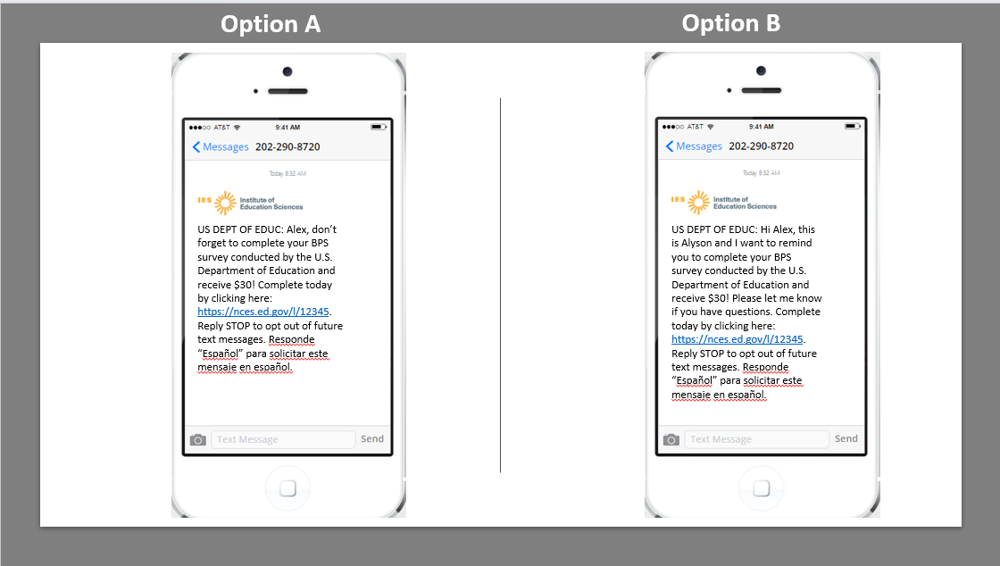 Option A
●●●○○ AT&T 9:41 AM
Messages 202-290-8720
Today 8:32 AM
IES Institute of
Education Sciences
US DEPT OF EDUC: Alex, don’t
forget to complete your BPS
survey conducted by the U.S.
Department of Education and
receive $30! Complete today
by clicking here:
https://nces.ed.gov/l/12345.
Reply STOP to opt out of future
text messages. Responde
“Español” para solicitar este
mensaje en español.
Text Message Send
Option B
●●●○○ AT&T 9:41 AM
Messages 202-290-8720
Today 8:32 AM
IES Institute of
Education Sciences
US DEPT OF EDUC: Hi Alex, this
is Alyson and I want to remind
you to complete your BPS
survey conducted by the U.S.
Department of Education and
receive $30! Please let me know
if you have questions. Complete
today by clicking here:
https://nces.ed.gov/l/12345.
Reply STOP to opt out of future
text messages. Responde
“Español” para solicitar este
mensaje en español.
Text Message Send